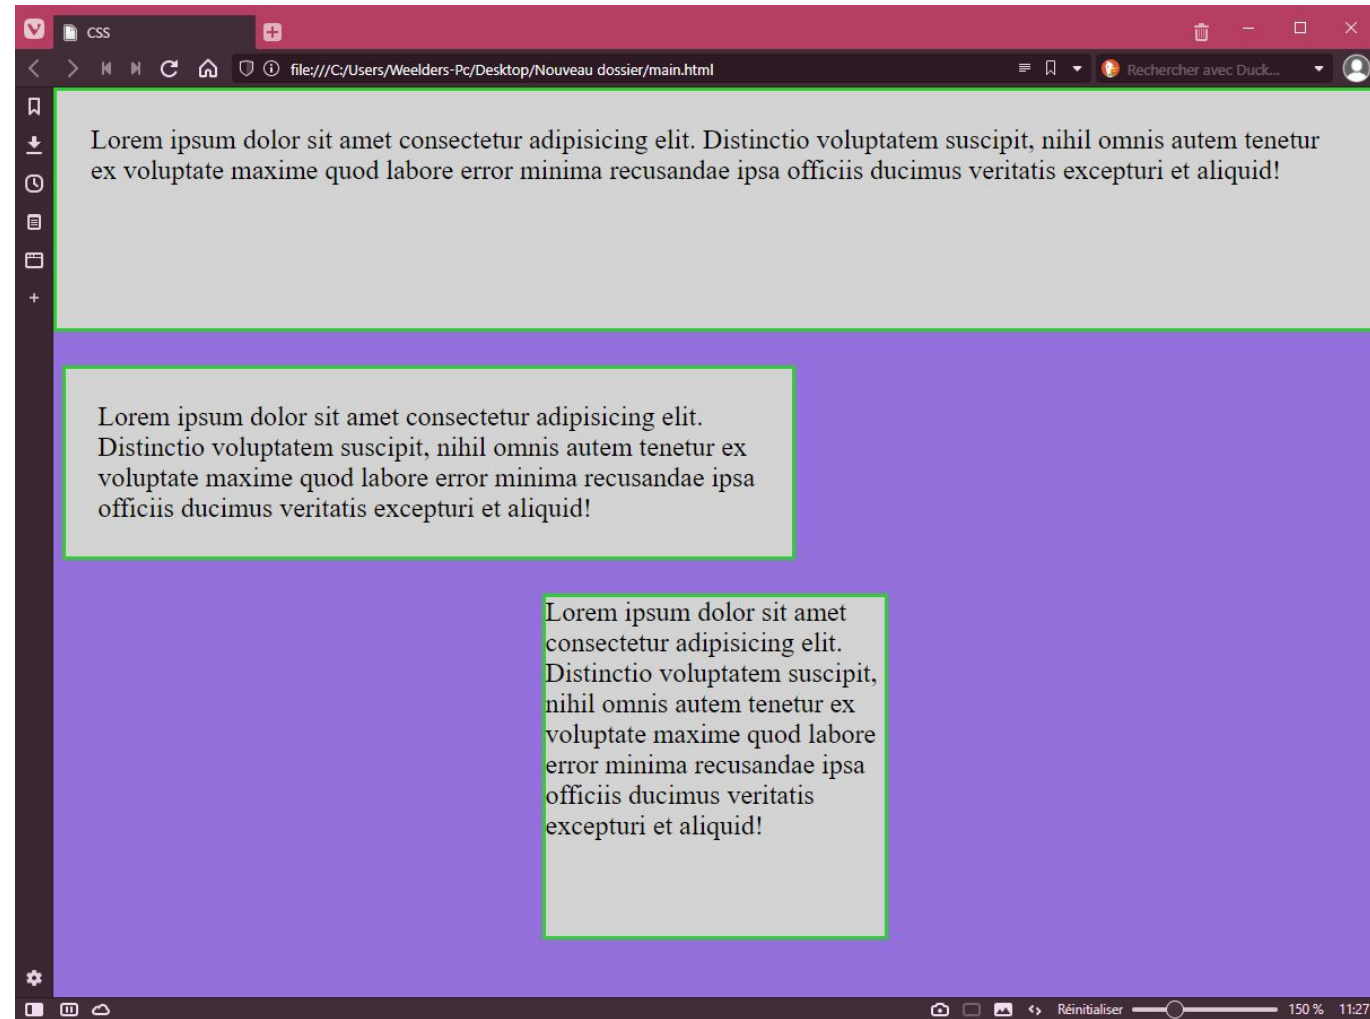 CSS
file:///C:/Users/Weelders-Pc/Desktop/Nouveau dossier/main.html
Rechercher avec Duck...
Lorem ipsum dolor sit amet consectetur adipisicing elit. Distinctio voluptatem suscipit, nihil omnis autem tenetur
ex voluptate maxime quod labore error minima recusandae ipsa officiis ducimus veritatis excepturi et aliquid!
Lorem ipsum dolor sit amet consectetur adipisicing elit.
Distinctio voluptatem suscipit, nihil omnis autem tenetur ex
voluptate maxime quod labore error minima recusandae ipsa
officiis ducimus veritatis excepturi et aliquid!
Lorem ipsum dolor sit amet
consectetur adipisicing elit.
Distinctio voluptatem suscipit,
nihil omnis autem tenetur ex
voluptate maxime quod labore
error minima recusandae ipsa
officiis ducimus veritatis
excepturi et aliquid!
Réinitialiser 150 % 11:27